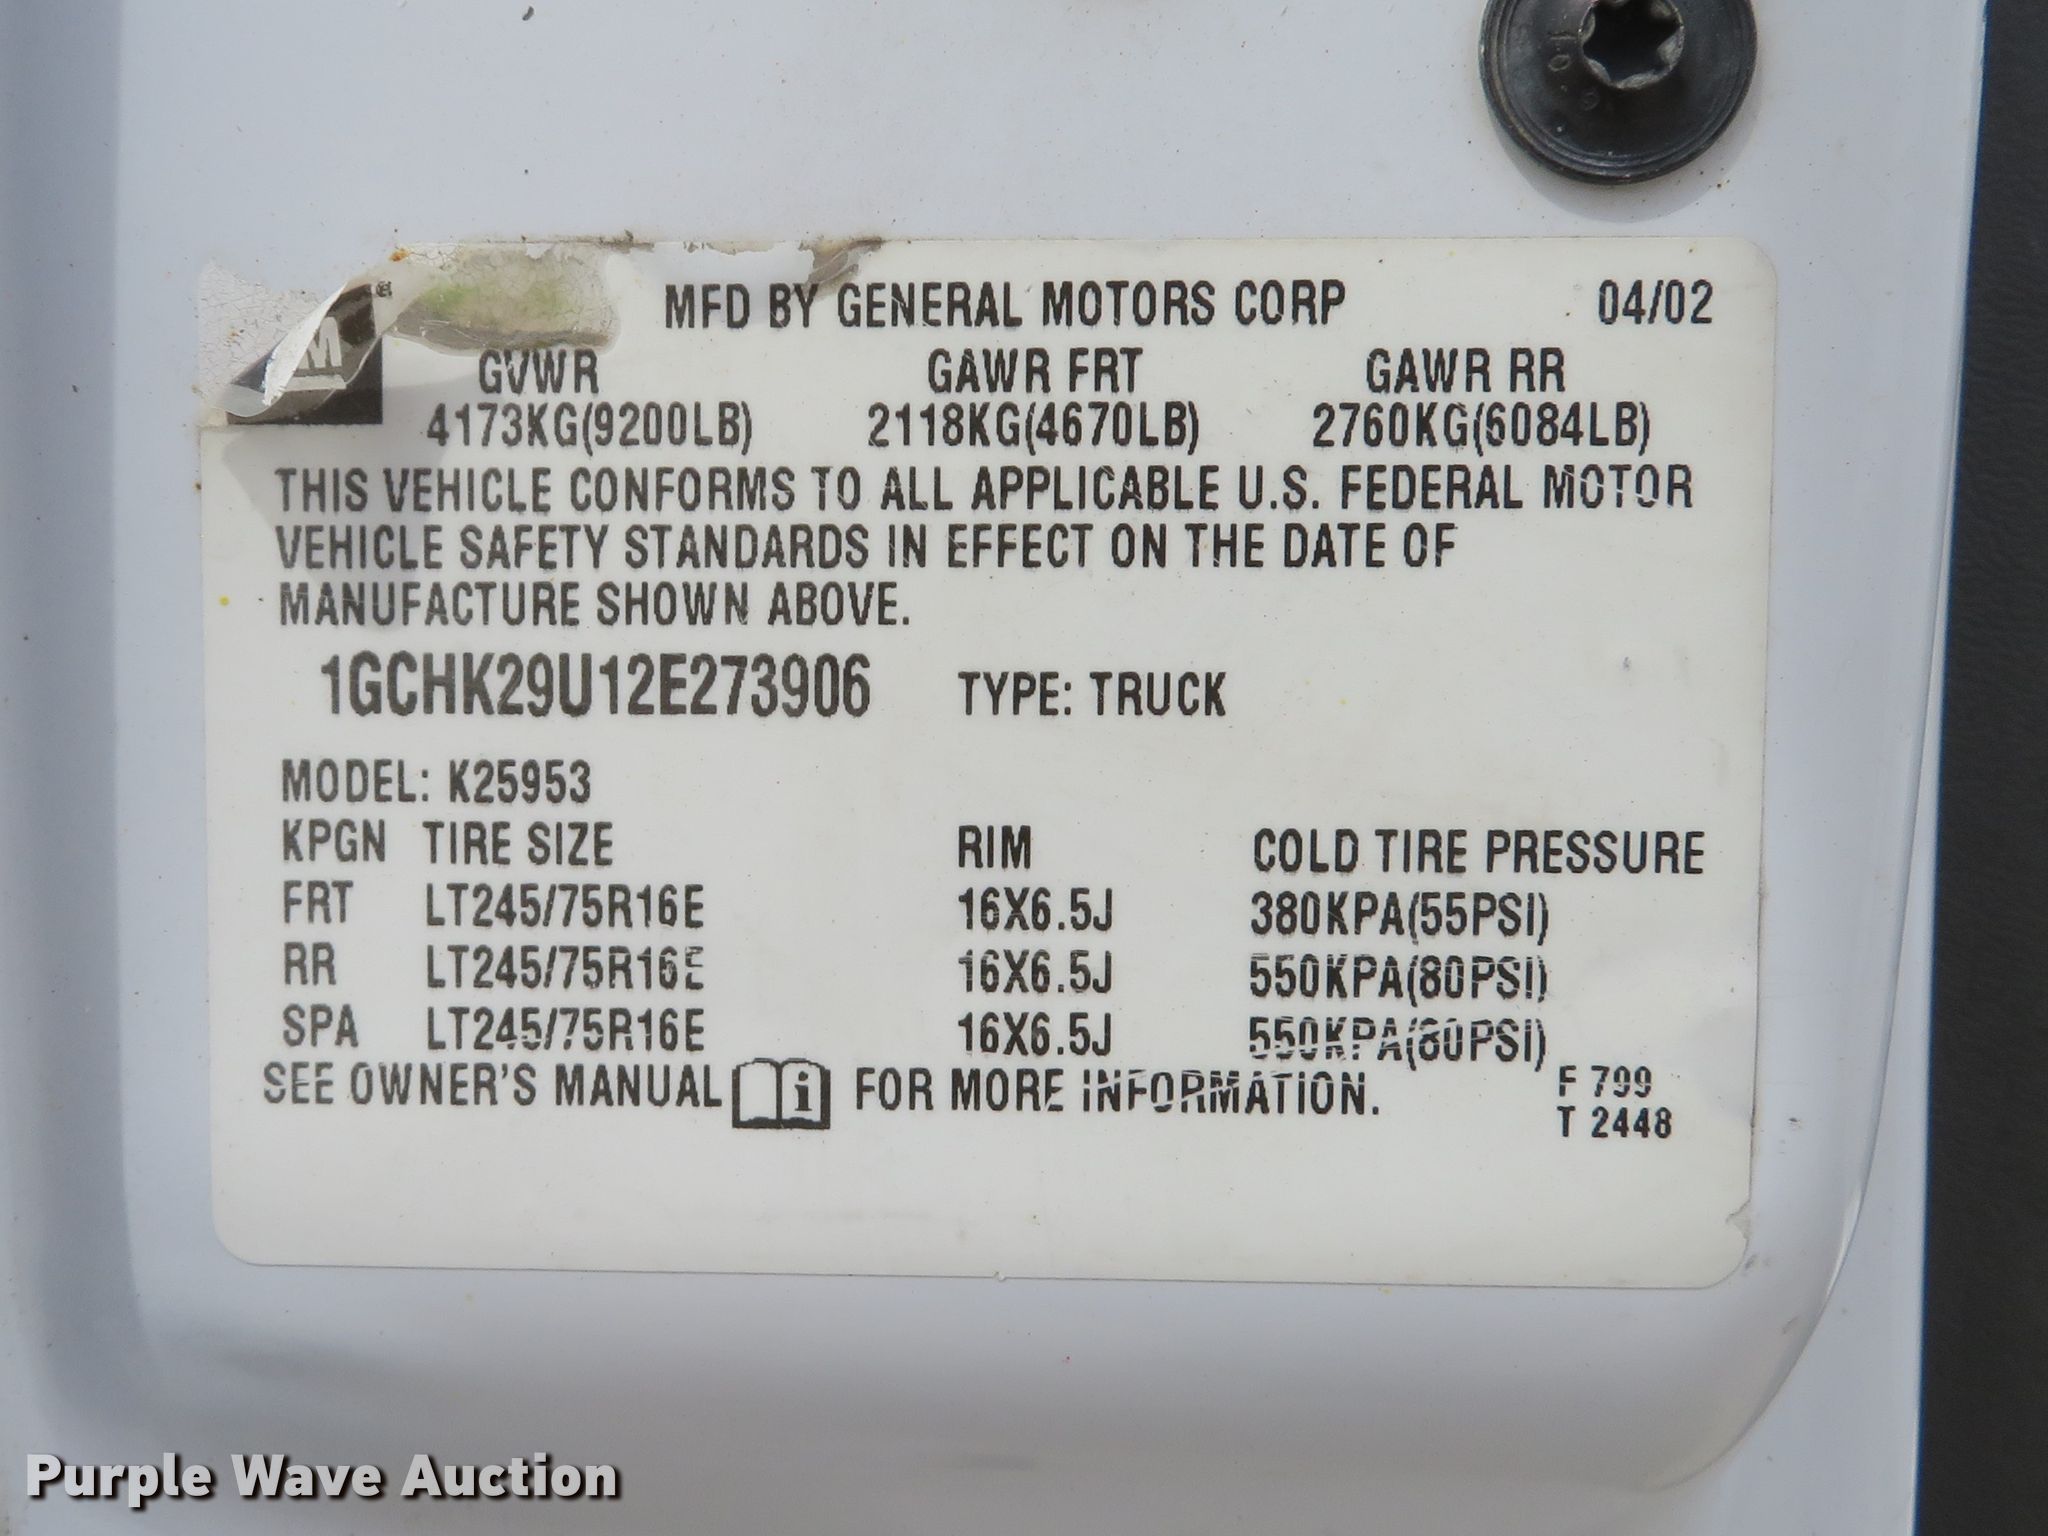 MFD BY GENERAL MOTORS CORP 04/02
M ®
GVWR GAWR FRT GAWR RR
4173KG(9200LB) 2118KG(4670LB) 2760KG(6084LB)
THIS VEHICLE CONFORMS TO ALL APPLICABLE U.S. FEDERAL MOTOR
VEHICLE SAFETY STANDARDS IN EFFECT ON THE DATE OF
MANUFACTURE SHOWN ABOVE.
1GCHK29U12E273906 TYPE: TRUCK
MODEL: K25953
KPGN TIRE SIZE RIM COLD TIRE PRESSURE
FRT LT245/75R16E 16X6.5J 380KPA(55PSI)
RR LT245/75R16E 16X6.5J 550KPA(80PSI)
SPA LT245/75R16E 16X6.5J 550KPA(80PSI)
SEE OWNER'S MANUAL i FOR MORE INFORMATION.
F 799
T 2448
Purple Wave Auction